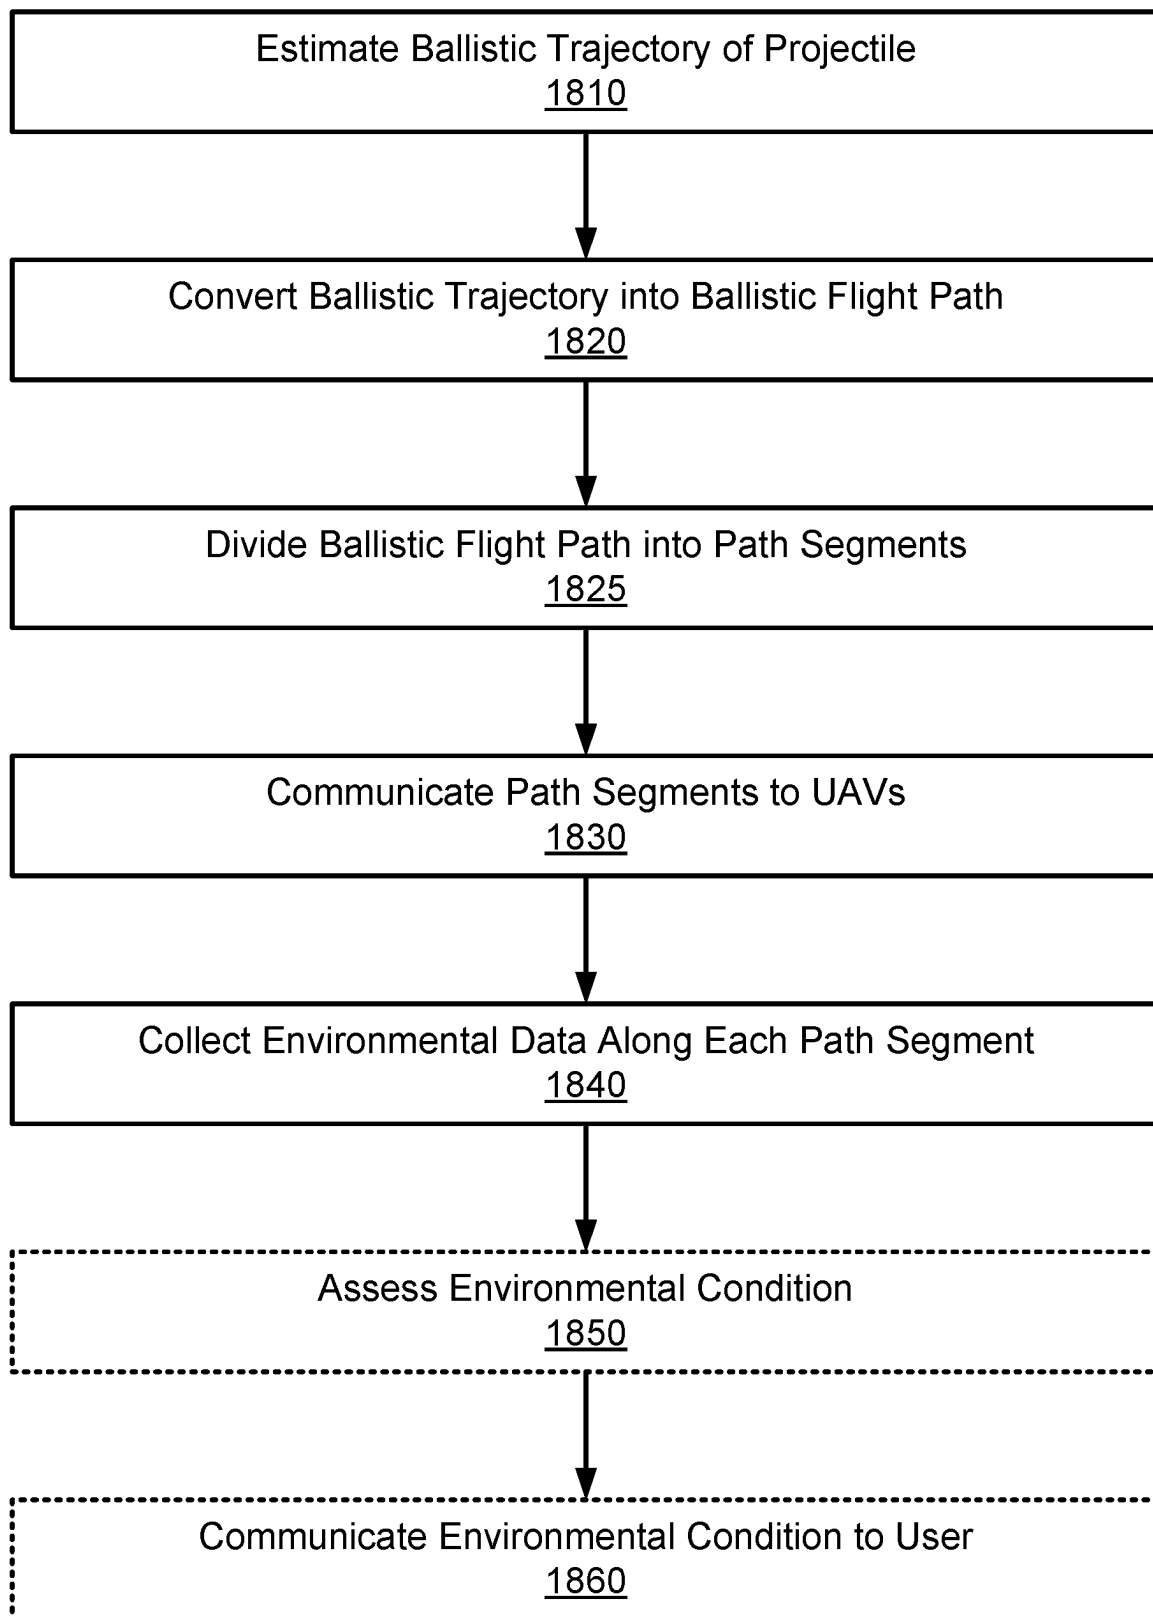 Estimate Ballistic Trajectory of Projectile
1810
Convert Ballistic Trajectory into Ballistic Flight Path
1820
Divide Ballistic Flight Path into Path Segments
1825
Communicate Path Segments to UAVs
1830
Collect Environmental Data Along Each Path Segment
1840
Assess Environmental Condition
1850
Communicate Environmental Condition to User
1860